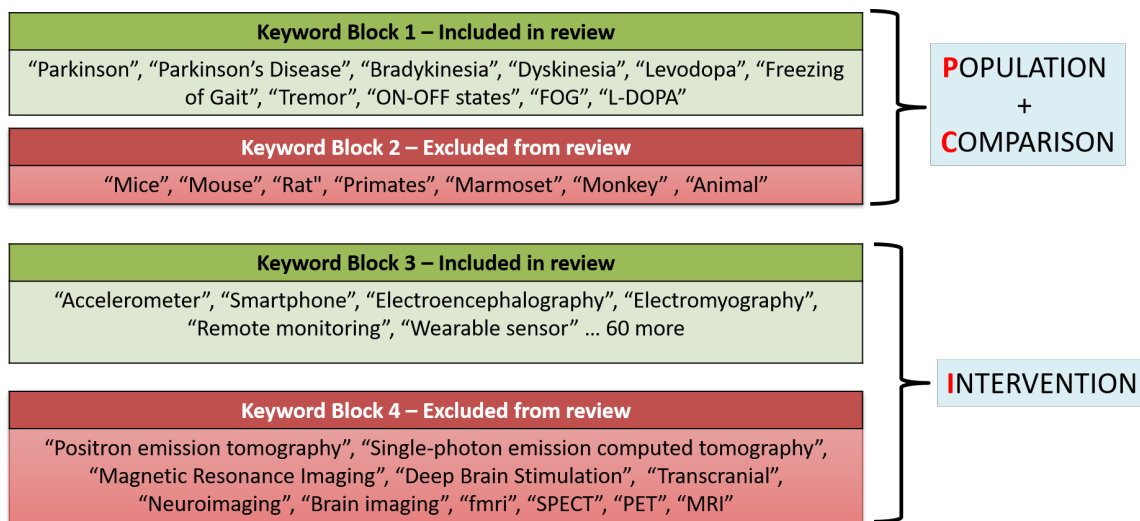 Keyword Block 1 – Included in review
“Parkinson”, “Parkinson’s Disease”, “Bradykinesia”, “Dyskinesia”, “Levodopa”, “Freezing
of Gait”, “Tremor”, “ON-OFF states”, “FOG”, “L-DOPA”
Keyword Block 2 – Excluded from review
“Mice”, “Mouse”, “Rat", “Primates”, “Marmoset”, “Monkey” , “Animal”
POPULATION
+
COMPARISON
Keyword Block 3 – Included in review
“Accelerometer”, “Smartphone”, “Electroencephalography”, “Electromyography”,
“Remote monitoring”, “Wearable sensor” ... 60 more
Keyword Block 4 – Excluded from review
“Positron emission tomography”, “Single-photon emission computed tomography”,
“Magnetic Resonance Imaging”, “Deep Brain Stimulation”,  “Transcranial”,
“Neuroimaging”, “Brain imaging”, “fmri”, “SPECT”, “PET”, “MRI”
INTERVENTION